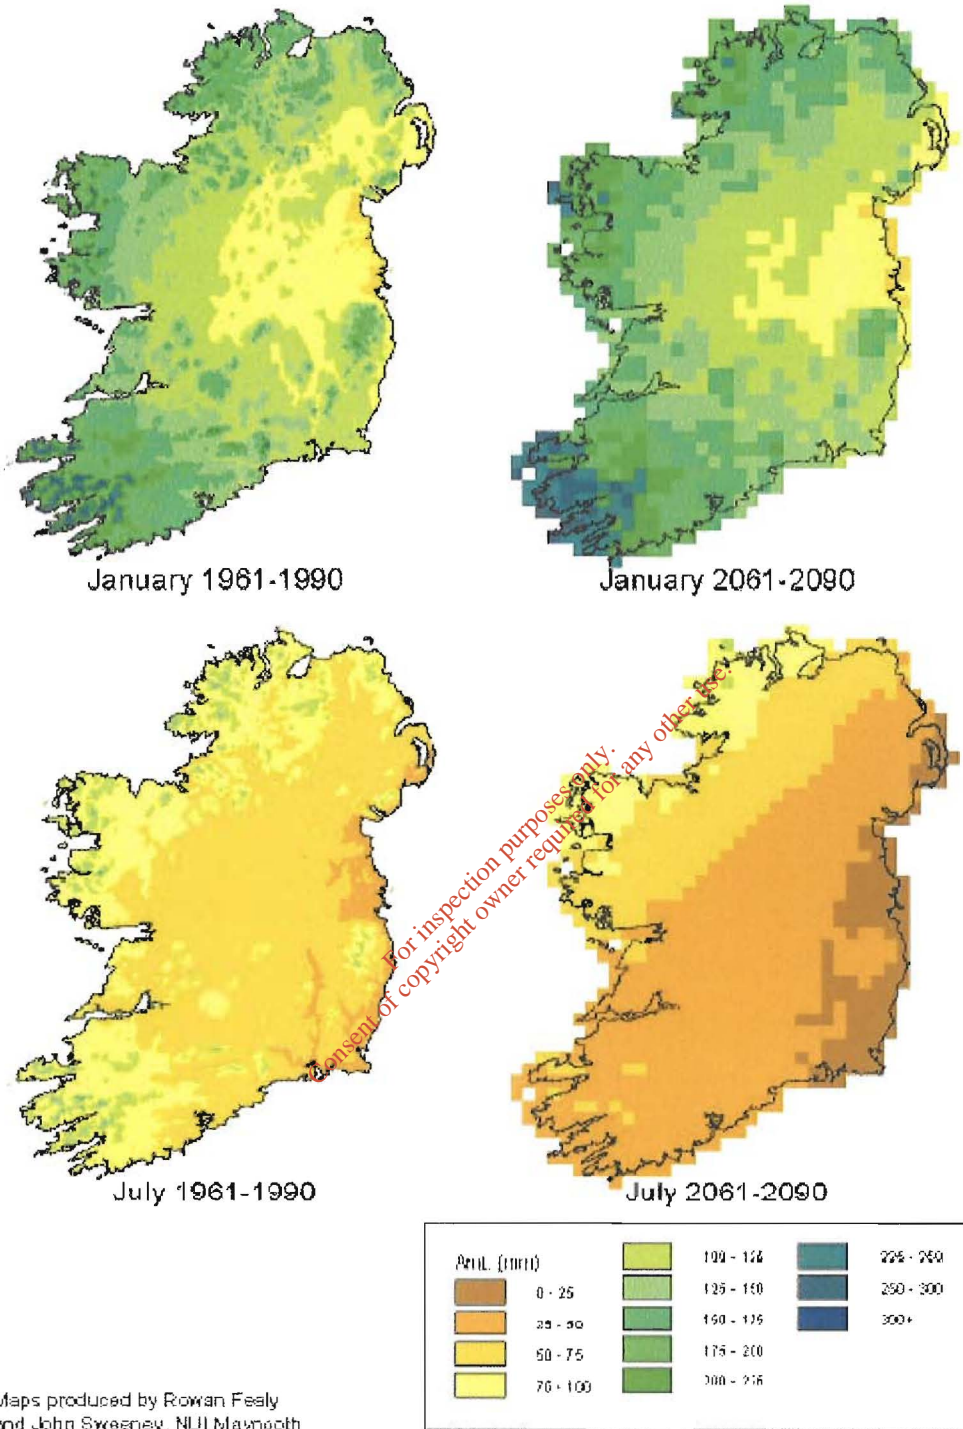 January 1961-1990
January 2061-2090
For inspection purposes only.
Consent of copyright owner required for any other use.
July 1961-1990
July 2061-2090
Amt. (mm)
0 - 25
25 - 50
50 - 75
75 - 100
100 - 125
125 - 150
150 - 175
175 - 200
200 - 225
225 - 250
250 - 300
300+
Maps produced by Rowan Fealy
and John Sweeney, NUI Maynooth